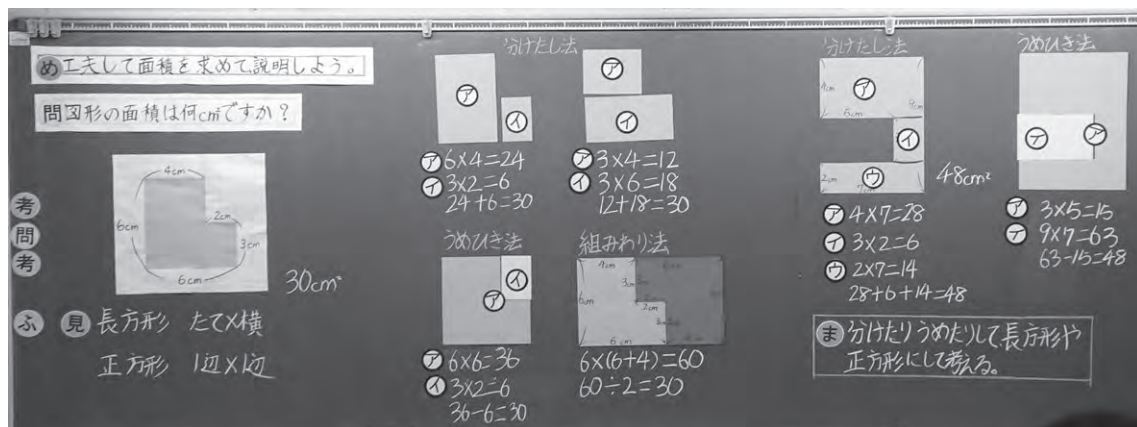 め 工夫して面積を求めて、説明しよう。
問 図形の面積は何cm²ですか？
4cm
6cm
2cm
3cm
6cm
30cm²
考
問
考
ふ
見 長方形 たて×横
正方形 1辺×1辺
分けたし法
ア
イ
ア 6×4=24
イ 3×2=6
24+6=30
ア
イ
ア 3×4=12
イ 3×6=18
12+18=30
うめひき法
ア
イ
ア 6×6=36
イ 3×2=6
36-6=30
組みわり法
4cm
6cm
3cm
2cm
6cm
6×(6+4)=60
60÷2=30
分けたし法
ア
4cm
イ
ウ
2cm
7cm
48cm²
ア 4×7=28
イ 3×2=6
ウ 2×7=14
28+6+14=48
うめひき法
ア
ア 3×5=15
9×7=63
63-15=48
ま 分けたりうめたりして長方形や
正方形にして考える。